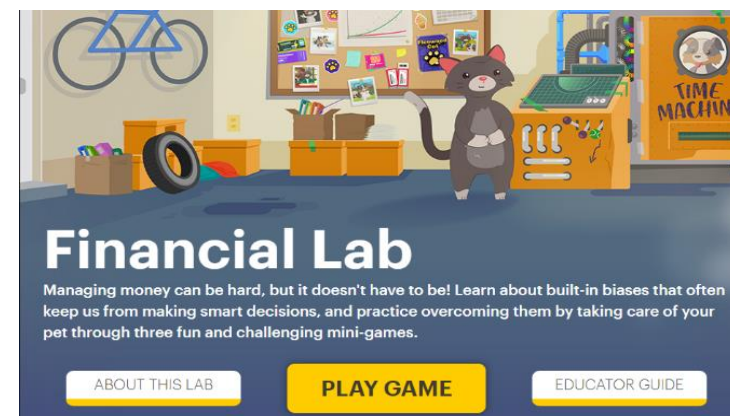 TIME
MACHIN
Financial Lab
Managing money can be hard, but it doesn't have to be! Learn about built-in biases that often
keep us from making smart decisions, and practice overcoming them by taking care of your
pet through three fun and challenging mini-games.
ABOUT THIS LAB
PLAY GAME
EDUCATOR GUIDE